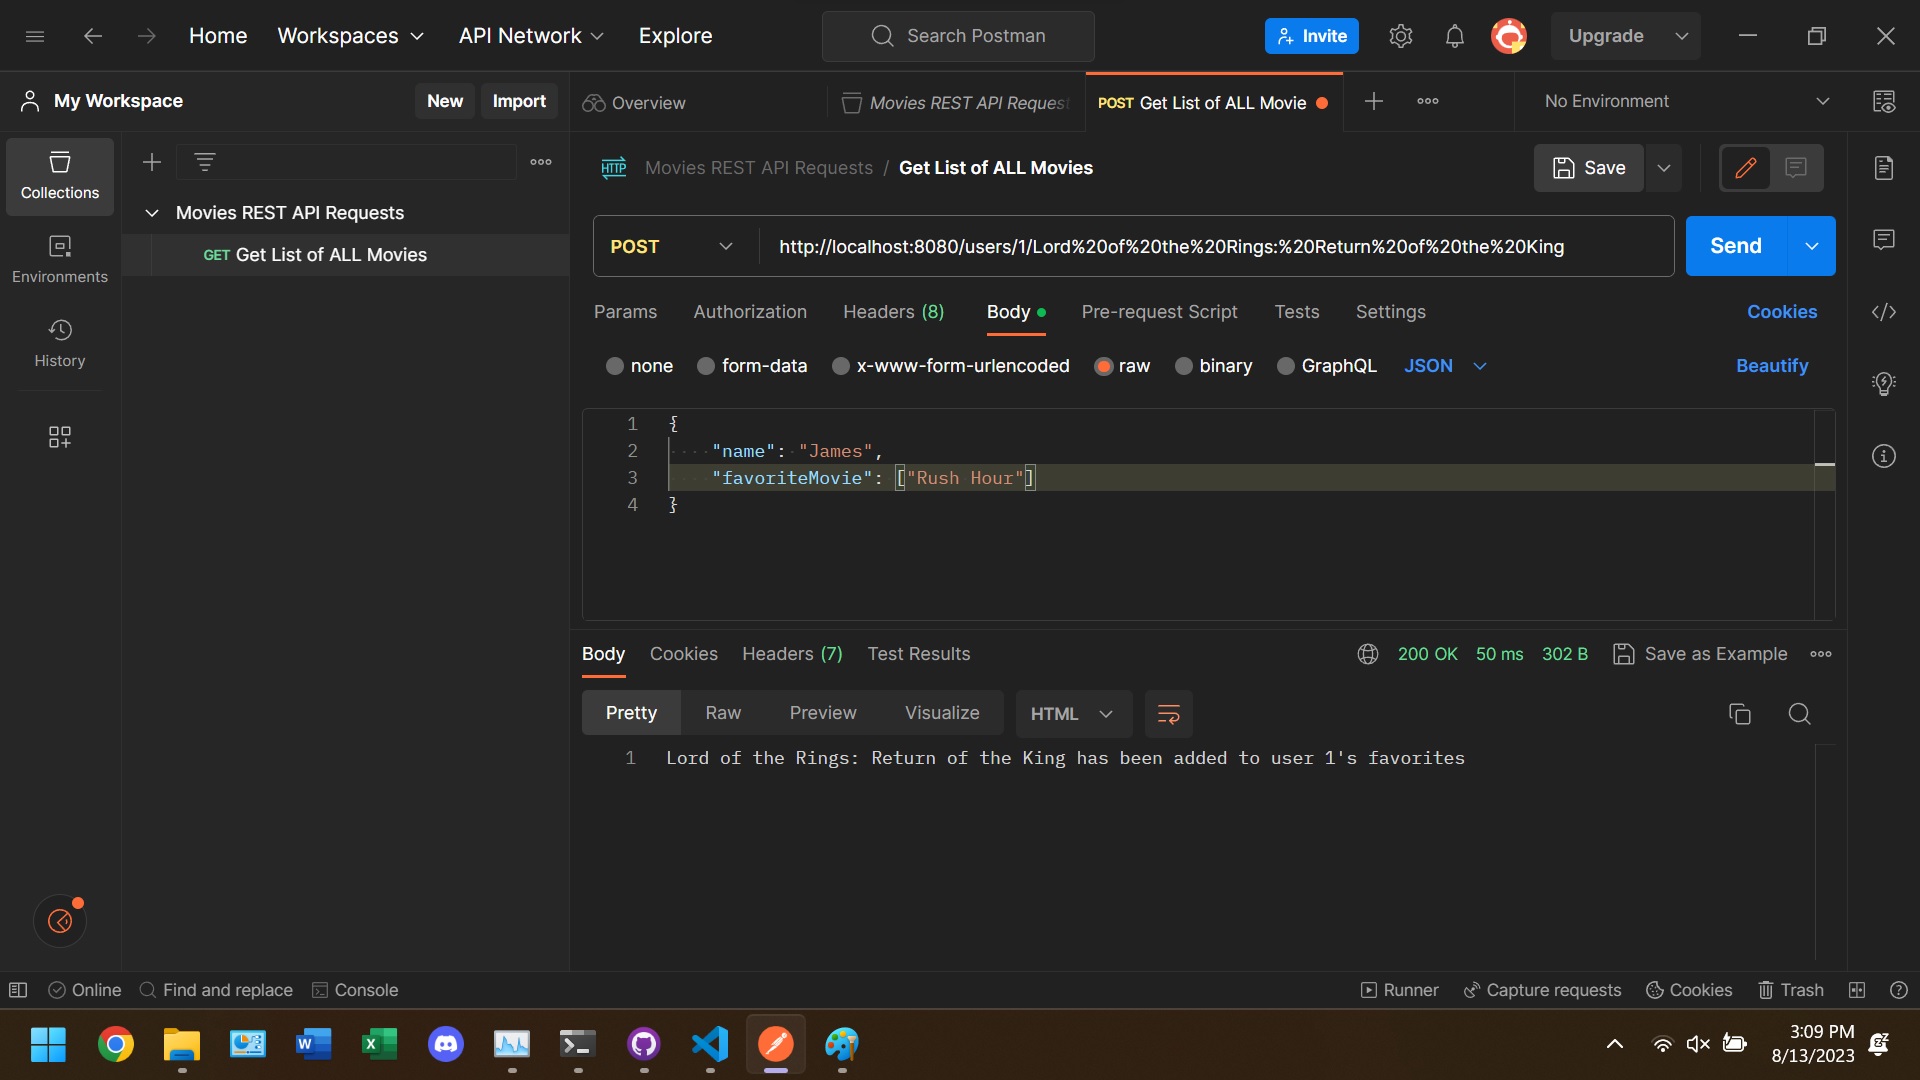 Home
Workspaces
API Network
Explore
Search Postman
Invite
Upgrade
My Workspace
New
Import
Overview
Movies REST API Request
POST Get List of ALL Movie
No Environment
Collections
Environments
History
Movies REST API Requests
GET Get List of ALL Movies
HTTP Movies REST API Requests / Get List of ALL Movies
Save
POST
http://localhost:8080/users/1/Lord%20of%20the%20Rings:%20Return%20of%20the%20King
Send
Params
Authorization
Headers (8)
Body
Pre-request Script
Tests
Settings
Cookies
none
form-data
x-www-form-urlencoded
raw
binary
GraphQL
JSON
Beautify
1 {
2 "name": "James",
3 "favoriteMovie": ["Rush Hour"]
4 }
Body
Cookies
Headers (7)
Test Results
200 OK
50 ms
302 B
Save as Example
Pretty
Raw
Preview
Visualize
HTML
1 Lord of the Rings: Return of the King has been added to user 1's favorites
Online
Find and replace
Console
Runner
Capture requests
Cookies
Trash
3:09 PM
8/13/2023